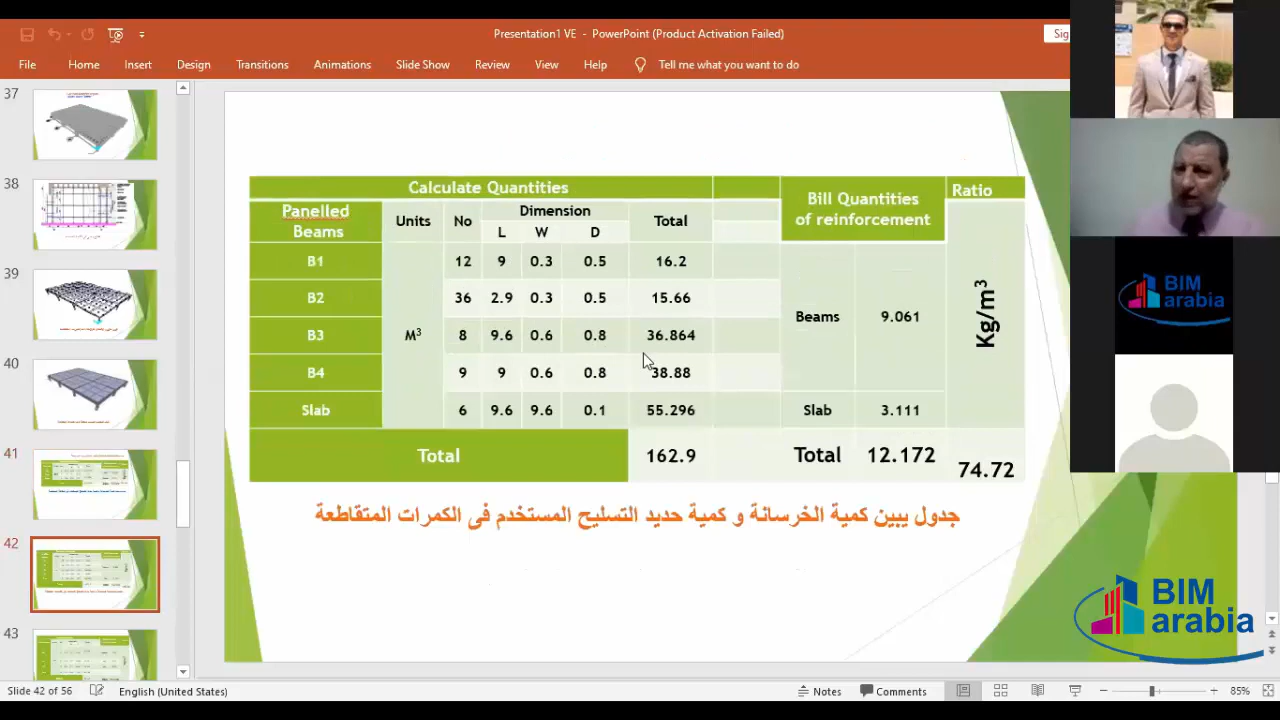 Presentation1 VE - PowerPoint (Product Activation Failed)
Sig
File Home Insert Design Transitions Animations Slide Show Review View Help Tell me what you want to do
37
38
39
40
41
42
43
Calculate Quantities
Bill Quantities of reinforcement
Ratio
Panelled Beams Units No Dimension Total
L W D
B1 12 9 0.3 0.5 16.2
B2 36 2.9 0.3 0.5 15.66
B3 M³ 8 9.6 0.6 0.8 36.864
Beams 9.061
Kg/m³
B4 9 9 0.6 0.8 38.88
Slab 6 9.6 9.6 0.1 55.296 Slab 3.111
Total 162.9 Total 12.172 74.72
جدول يبين كمية الخرسانة و كمية حديد التسليح المستخدم فى الكمرات المتقاطعة
BIM arabia
BIM arabia
Slide 42 of 56 English (United States) Notes Comments 85%